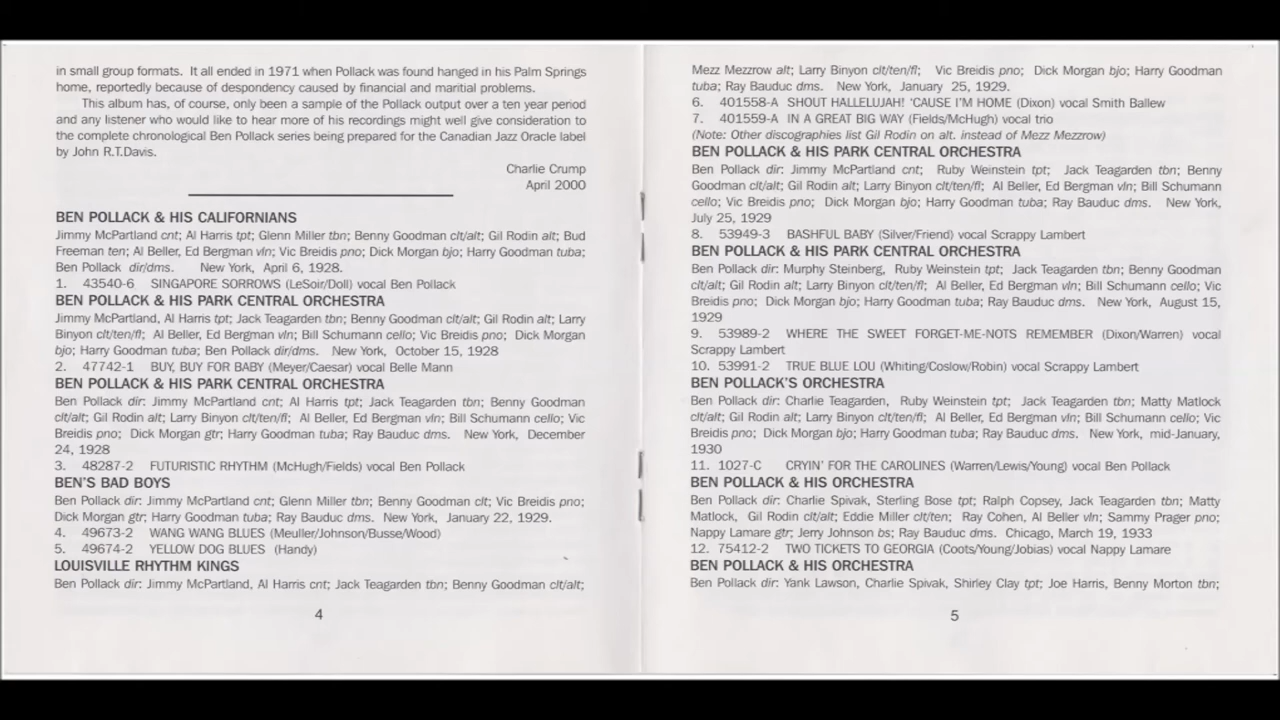 in small group formats. It all ended in 1971 when Pollack was found hanged in his Palm Springs
home, reportedly because of despondency caused by financial and maritial problems.
This album has, of course, only been a sample of the Pollack output over a ten year period
and any listener who would like to hear more of his recordings might well give consideration to
the complete chronological Ben Pollack series being prepared for the Canadian Jazz Oracle label
by John R.T.Davis.
Charlie Crump
April 2000
BEN POLLACK & HIS CALIFORNIANS
Jimmy McPartland cnt; Al Harris tpt; Glenn Miller tbn; Benny Goodman clt/alt; Gil Rodin alt; Bud
Freeman ten; Al Beller, Ed Bergman vln; Vic Breidis pno; Dick Morgan bjo; Harry Goodman tuba;
Ben Pollack dir/dms. New York, April 6, 1928.
1. 43540-6 SINGAPORE SORROWS (LeSoir/Doll) vocal Ben Pollack
BEN POLLACK & HIS PARK CENTRAL ORCHESTRA
Jimmy McPartland, Al Harris tpt; Jack Teagarden tbn; Benny Goodman clt/alt; Gil Rodin alt; Larry
Binyon clt/ten/fl; Al Beller, Ed Bergman vln; Bill Schumann cello; Vic Breidis pno; Dick Morgan
bjo; Harry Goodman tuba; Ben Pollack dir/dms. New York, October 15, 1928
2. 47742-1 BUY, BUY FOR BABY (Meyer/Caesar) vocal Belle Mann
BEN POLLACK & HIS PARK CENTRAL ORCHESTRA
Ben Pollack dir: Jimmy McPartland cnt; Al Harris tpt; Jack Teagarden tbn; Benny Goodman
clt/alt; Gil Rodin alt; Larry Binyon clt/ten/fl; Al Beller, Ed Bergman vln; Bill Schumann cello; Vic
Breidis pno; Dick Morgan gtr; Harry Goodman tuba; Ray Bauduc dms. New York, December
24, 1928
3. 48287-2 FUTURISTIC RHYTHM (McHugh/Fields) vocal Ben Pollack
BEN'S BAD BOYS
Ben Pollack dir: Jimmy McPartland cnt; Glenn Miller tbn; Benny Goodman clt; Vic Breidis pno;
Dick Morgan gtr; Harry Goodman tuba; Ray Bauduc dms. New York, January 22, 1929.
4. 49673-2 WANG WANG BLUES (Meuller/Johnson/Busse/Wood)
5. 49674-2 YELLOW DOG BLUES (Handy)
LOUISVILLE RHYTHM KINGS
Ben Pollack dir: Jimmy McPartland, Al Harris cnt; Jack Teagarden tbn; Benny Goodman clt/alt;
4
Mezz Mezzrow alt; Larry Binyon clt/ten/fl; Vic Breidis pno; Dick Morgan bjo; Harry Goodman
tuba; Ray Bauduc dms. New York, January 25, 1929.
6. 401558-A SHOUT HALLELUJAH! 'CAUSE I'M HOME (Dixon) vocal Smith Ballew
7. 401559-A IN A GREAT BIG WAY (Fields/McHugh) vocal trio
(Note: Other discographies list Gil Rodin on alt. instead of Mezz Mezzrow)
BEN POLLACK & HIS PARK CENTRAL ORCHESTRA
Ben Pollack dir: Jimmy McPartland cnt; Ruby Weinstein tpt; Jack Teagarden tbn; Benny
Goodman clt/alt; Gil Rodin alt; Larry Binyon clt/ten/fl; Al Beller, Ed Bergman vln; Bill Schumann
cello; Vic Breidis pno; Dick Morgan bjo; Harry Goodman tuba; Ray Bauduc dms. New York,
July 25, 1929
8. 53949-3 BASHFUL BABY (Silver/Friend) vocal Scrappy Lambert
BEN POLLACK & HIS PARK CENTRAL ORCHESTRA
Ben Pollack dir: Murphy Steinberg, Ruby Weinstein tpt; Jack Teagarden tbn; Benny Goodman
clt/alt; Gil Rodin alt; Larry Binyon clt/ten/fl; Al Beller, Ed Bergman vln; Bill Schumann cello; Vic
Breidis pno; Dick Morgan bjo; Harry Goodman tuba; Ray Bauduc dms. New York, August 15,
1929
9. 53989-2 WHERE THE SWEET FORGET-ME-NOTS REMEMBER (Dixon/Warren) vocal
Scrappy Lambert
10. 53991-2 TRUE BLUE LOU (Whiting/Coslow/Robin) vocal Scrappy Lambert
BEN POLLACK'S ORCHESTRA
Ben Pollack dir: Charlie Teagarden, Ruby Weinstein tpt; Jack Teagarden tbn; Matty Matlock
clt/alt; Gil Rodin alt; Larry Binyon clt/ten/fl; Al Beller, Ed Bergman vln; Bill Schumann cello; Vic
Breidis pno; Dick Morgan bjo; Harry Goodman tuba; Ray Bauduc dms. New York, mid-January,
1930
11. 1027-C CRYIN' FOR THE CAROLINES (Warren/Lewis/Young) vocal Ben Pollack
BEN POLLACK & HIS ORCHESTRA
Ben Pollack dir: Charlie Spivak, Sterling Bose tpt; Ralph Copsey, Jack Teagarden tbn; Matty
Matlock, Gil Rodin clt/alt; Eddie Miller clt/ten; Ray Cohen, Al Beller vln; Sammy Prager pno;
Nappy Lamare gtr; Jerry Johnson bs; Ray Bauduc dms. Chicago, March 19, 1933
12. 75412-2 TWO TICKETS TO GEORGIA (Coots/Young/Jobias) vocal Nappy Lamare
BEN POLLACK & HIS ORCHESTRA
Ben Pollack dir: Yank Lawson, Charlie Spivak, Shirley Clay tpt; Joe Harris, Benny Morton tbn;
5